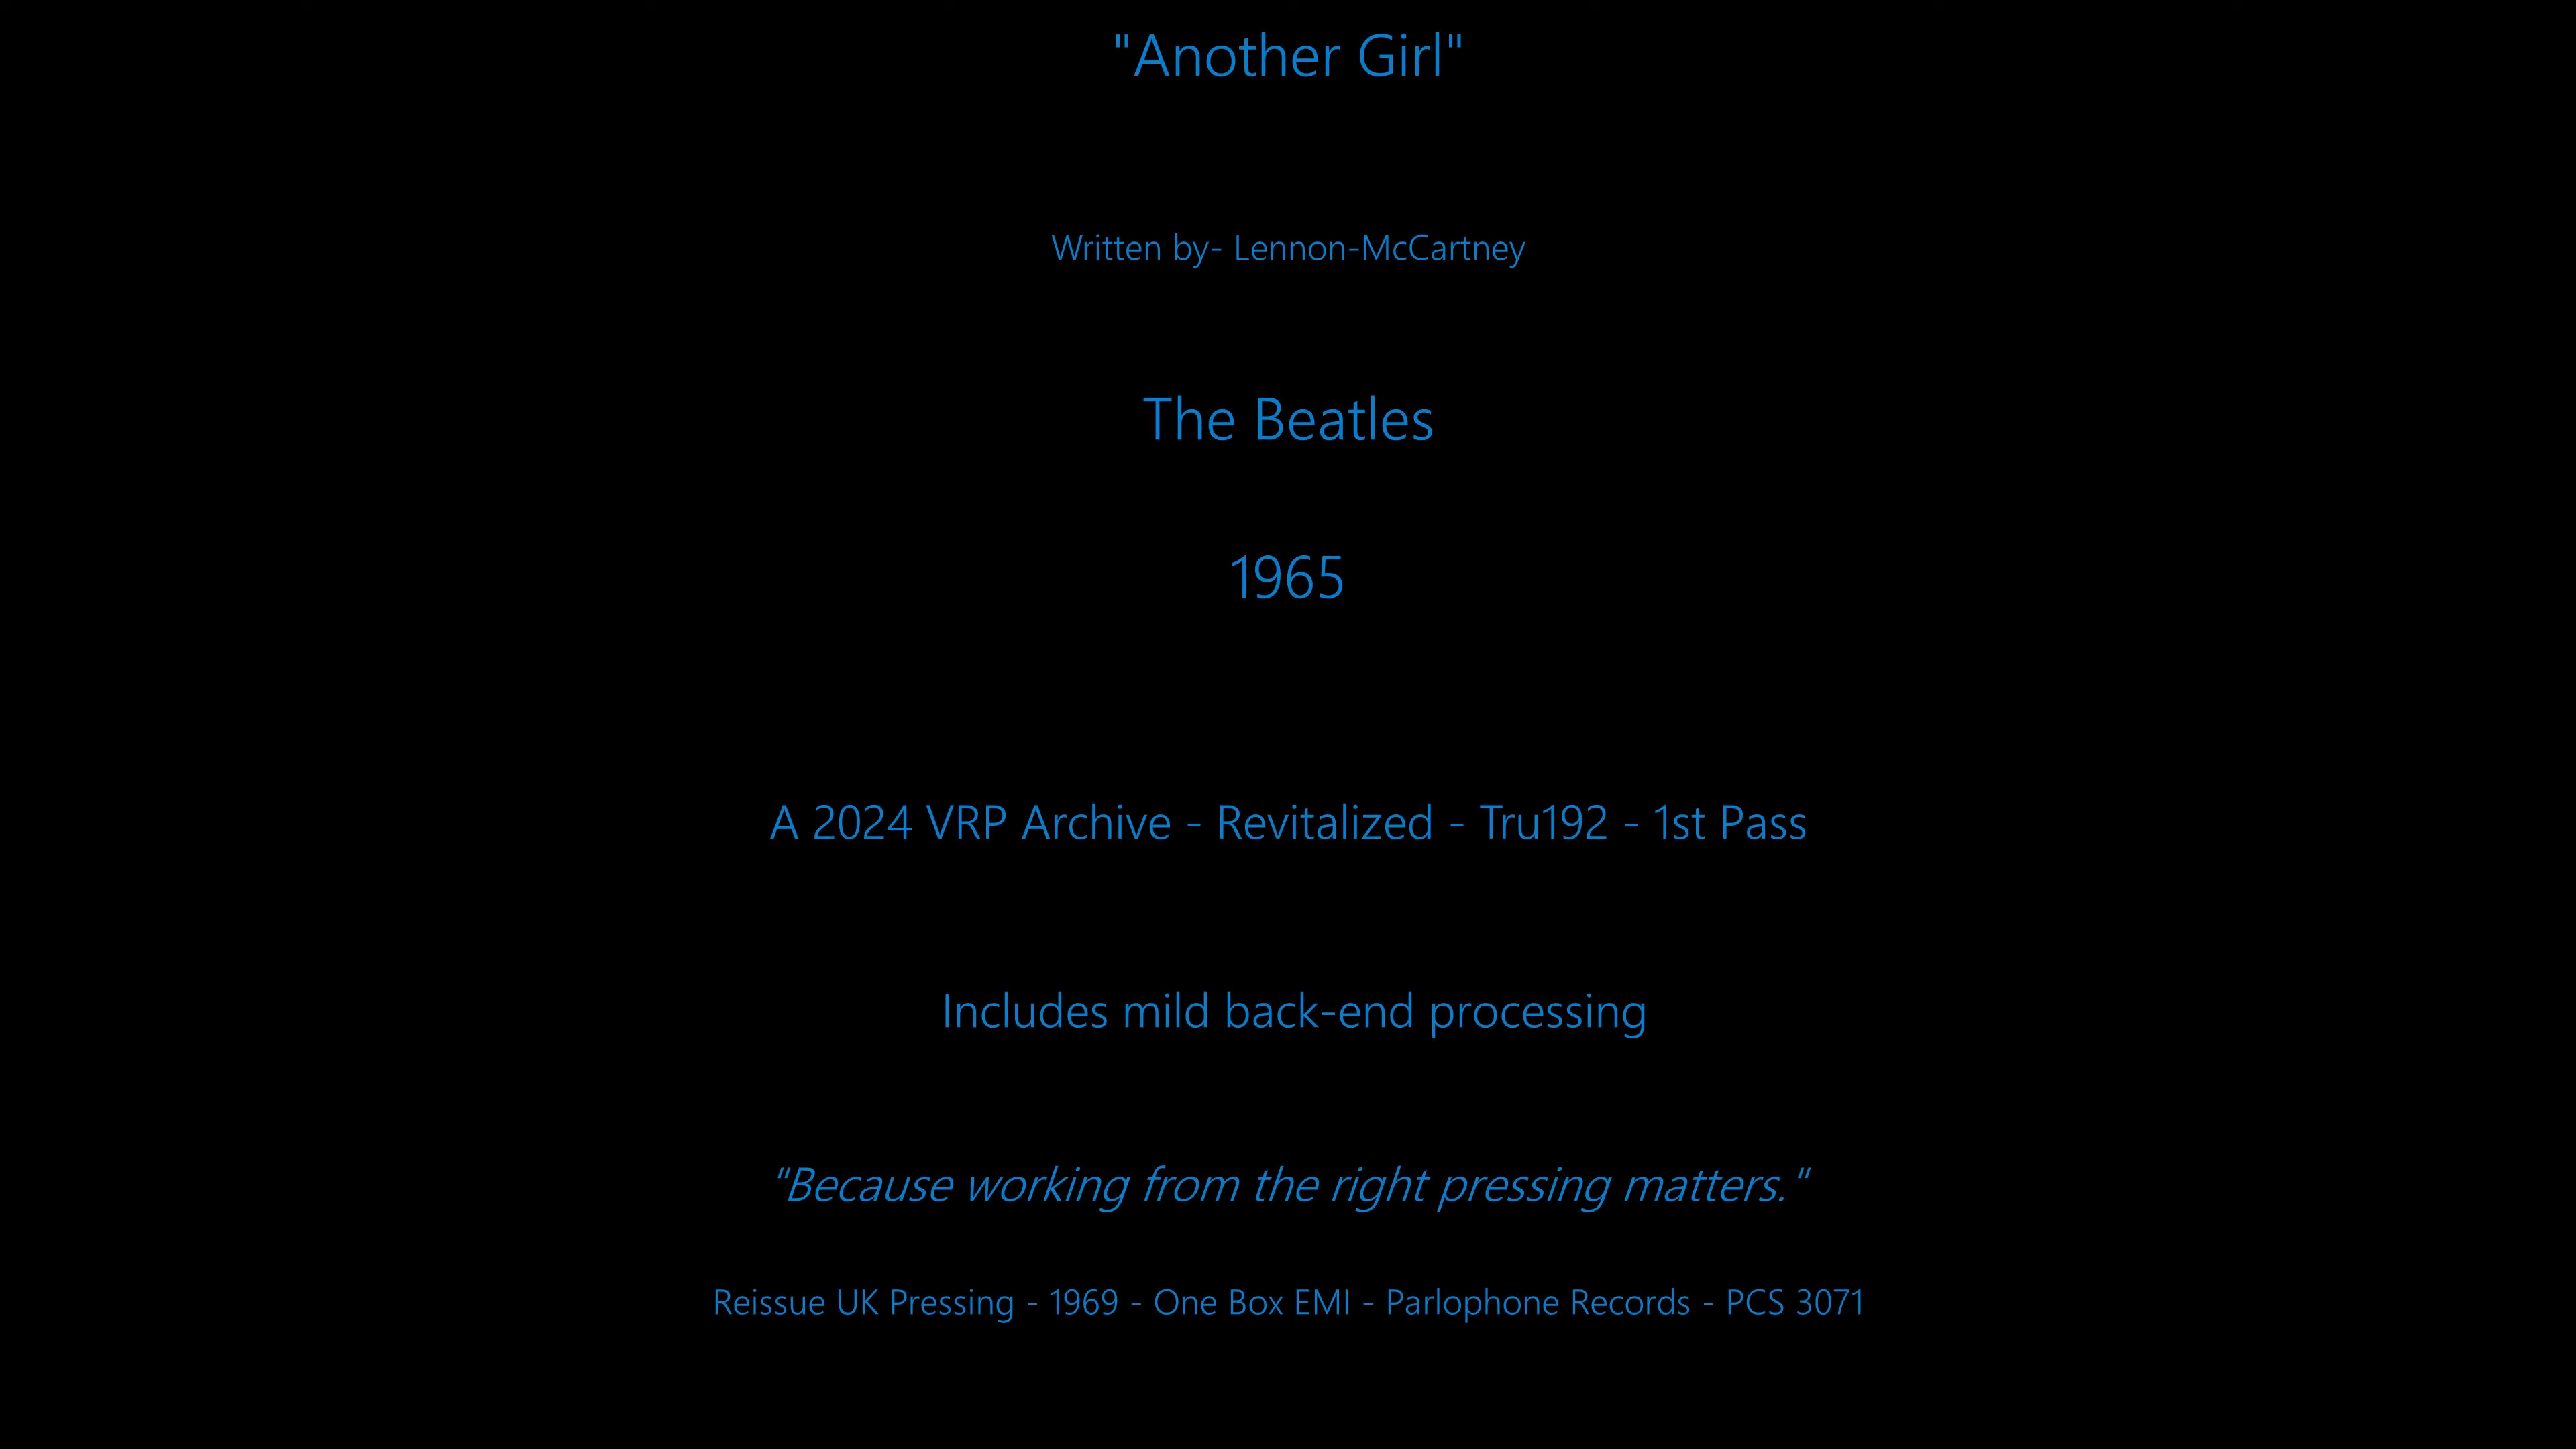 "Another Girl"
Written by- Lennon-McCartney
The Beatles
1965
A 2024 VRP Archive - Revitalized - Tru192 - 1st Pass
Includes mild back-end processing
"Because working from the right pressing matters."
Reissue UK Pressing - 1969 - One Box EMI - Parlophone Records - PCS 3071